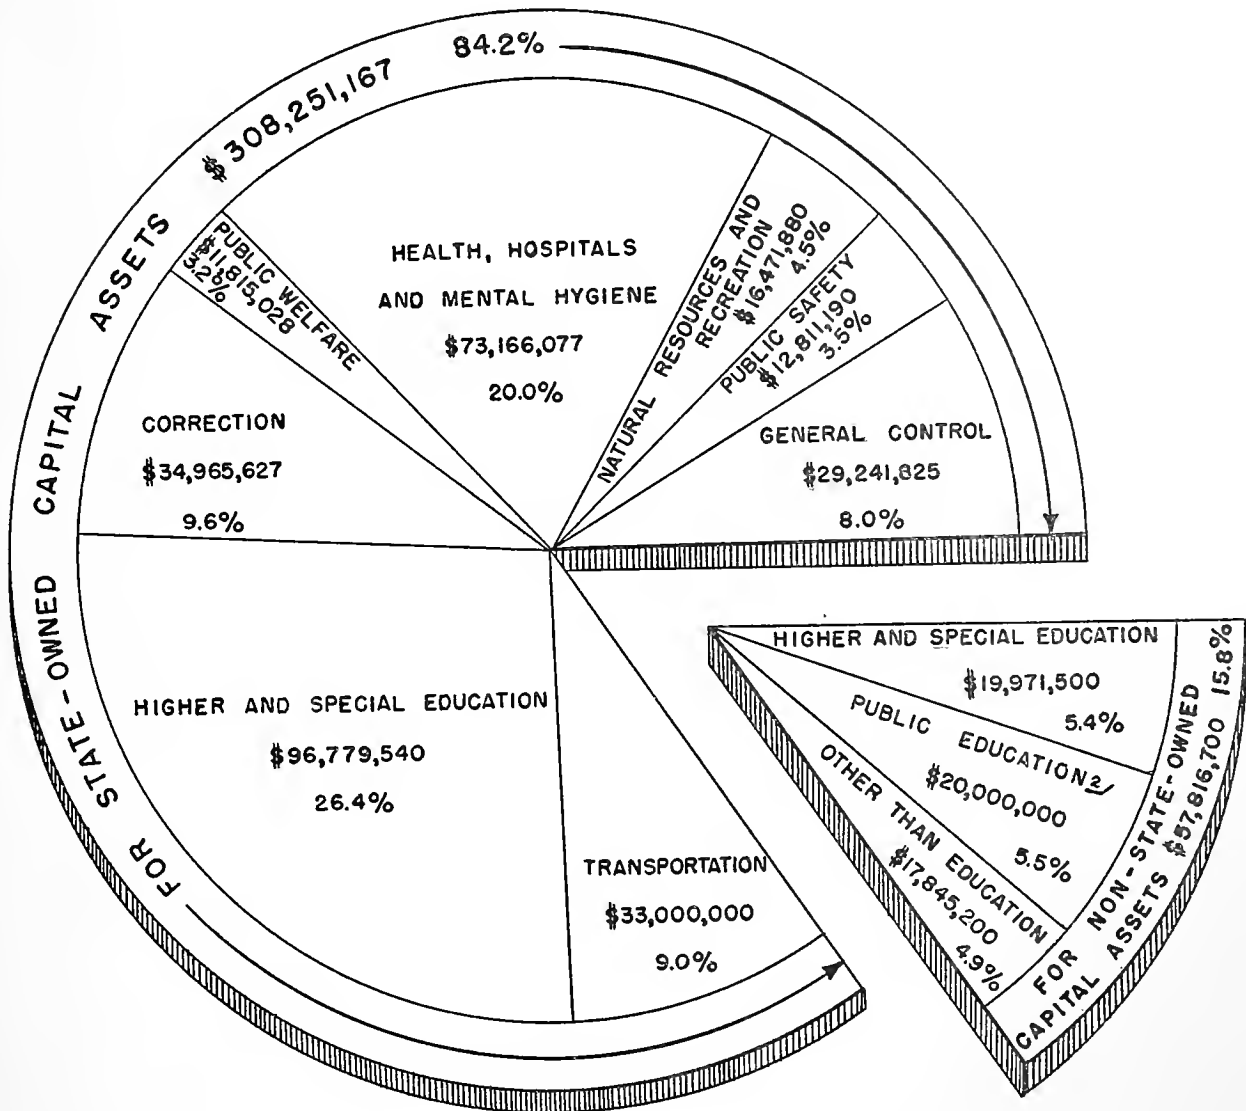 FOR STATE-OWNED CAPITAL ASSETS $308,251,167 84.2%
HEALTH, HOSPITALS
AND MENTAL HYGIENE
$73,166,077
20.0%
NATURAL RESOURCES AND
RECREATION
$16,471,880
4.5%
PUBLIC SAFETY
$12,811,190
3.5%
GENERAL CONTROL
$29,241,825
8.0%
PUBLIC WELFARE
$11,815,028
3.2%
CORRECTION
$34,965,627
9.6%
HIGHER AND SPECIAL EDUCATION
$96,779,540
26.4%
TRANSPORTATION
$33,000,000
9.0%
HIGHER AND SPECIAL EDUCATION
$19,971,500
5.4%
PUBLIC EDUCATION 2/
$20,000,000
5.5%
OTHER THAN EDUCATION
$17,845,200
4.9%
FOR NON-STATE-OWNED
CAPITAL ASSETS $57,816,700 15.8%